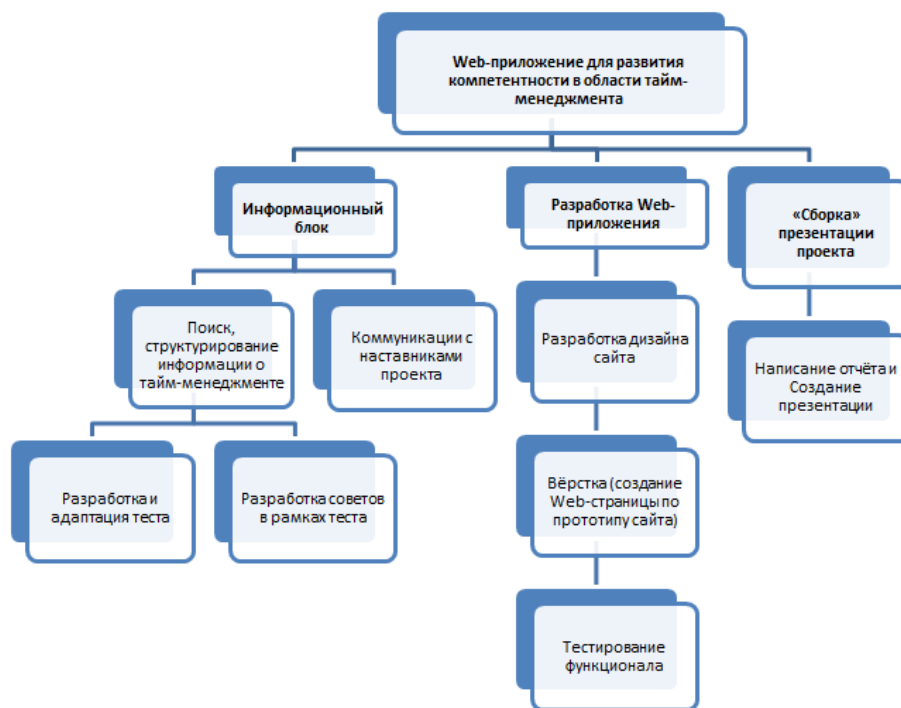 Web-приложение для развития
компетентности в области тайм-
менеджмента
Информационный
блок
Разработка Web-
приложения
«Сборка»
презентации
проекта
Поиск,
структурирование
информации о
тайм-менеджменте
Коммуникации с
наставниками
проекта
Разработка дизайна
сайта
Написание отчёта и
Создание
презентации
Разработка и
адаптация теста
Разработка советов
в рамках теста
Вёрстка (создание
Web-страницы по
прототипу сайта)
Тестирование
функционала